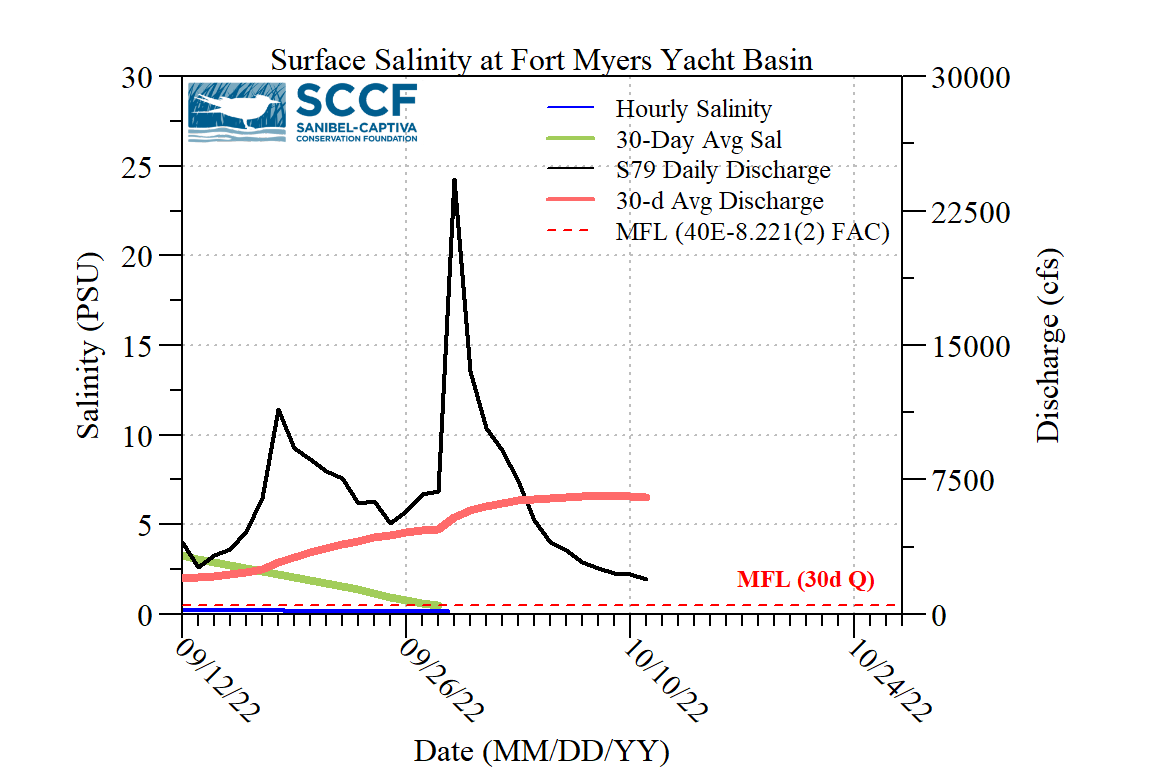 Surface Salinity at Fort Myers Yacht Basin
30
25
20
15
10
5
0
Salinity (PSU)
SCCF
SANIBEL-CAPTIVA
CONSERVATION FOUNDATION
Hourly Salinity
30-Day Avg Sal
S79 Daily Discharge
30-d Avg Discharge
MFL (40E-8.221(2) FAC)
MFL (30d Q)
30000
22500
15000
7500
0
Discharge (cfs)
09/12/22
09/26/22
10/10/22
10/24/22
Date (MM/DD/YY)